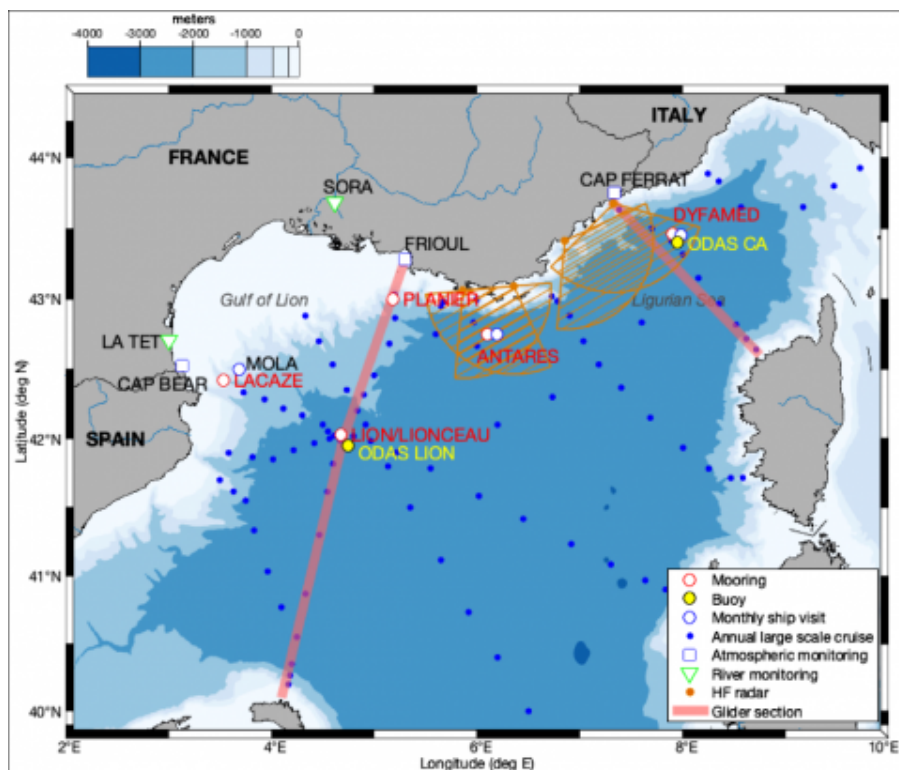 meters
-4000 -3000 -2000 -1000 0
ITALY
FRANCE
44°N
SORA
CAP FERRAT
DYFAMED
ODAS CA
FRIOUL
43°N
Gulf of Lion
PLANIER
Ligurian Sea
LA TET
MOLA
ANTARES
CAP BEAR
LACAZE
SPAIN
42°N
LION/LIONCEAU
ODAS LION
Latitude (deg N)
41°N
Mooring
Buoy
Monthly ship visit
Annual large scale cruise
Atmospheric monitoring
River monitoring
HF radar
Glider section
40°N
2°E 4°E 6°E 8°E 10°E
Longitude (deg E)